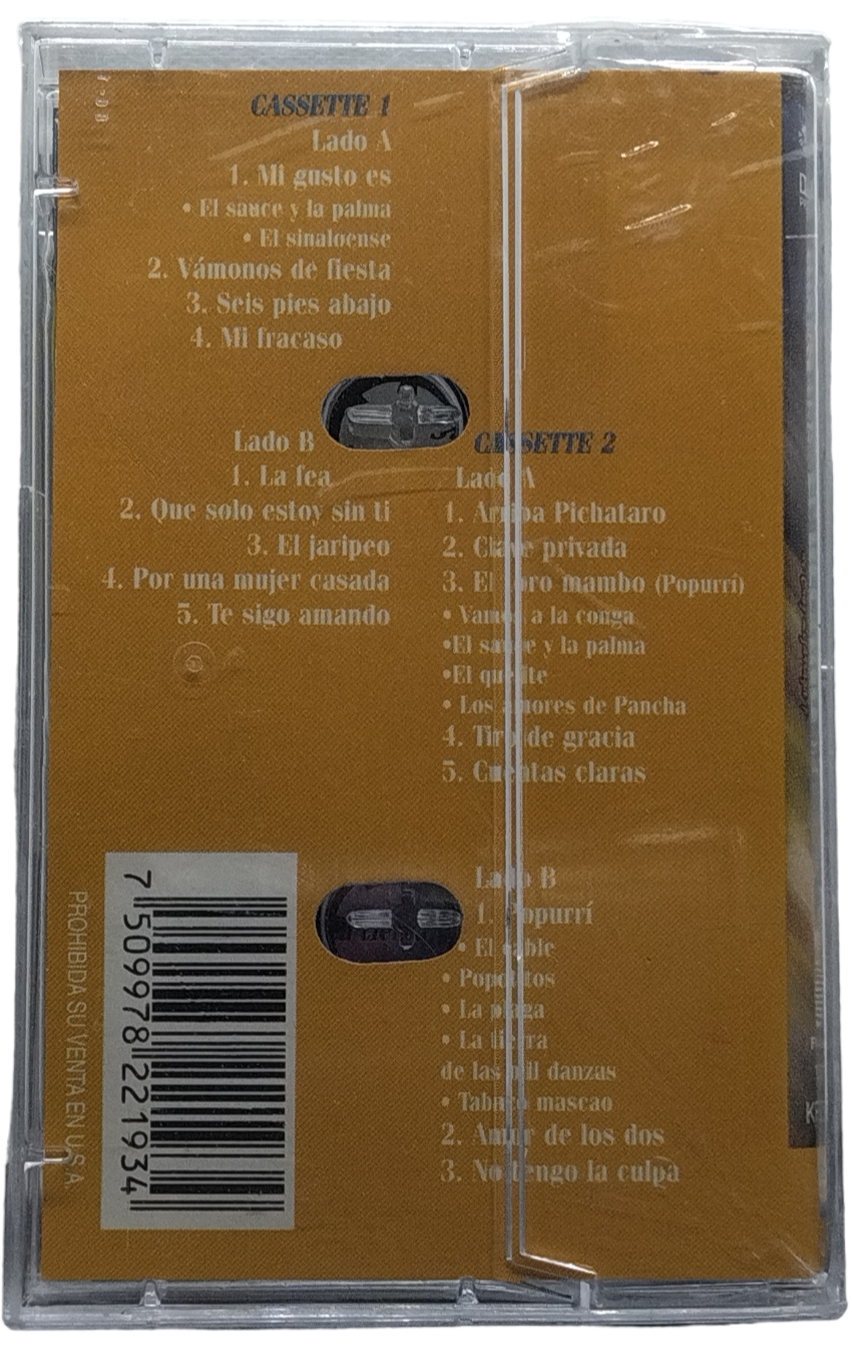 CASSETTE 1
Lado A
1. Mi gusto es
• El sauce y la palma
• El sinaloense
2. Vámonos de fiesta
3. Seis pies abajo
4. Mi fracaso
Lado B
1. La fea
2. Que solo estoy sin ti
3. El jaripeo
4. Por una mujer casada
5. Te sigo amando
CASSETTE 2
Lado A
1. Arriba Pichataro
2. Clave privada
3. El toro mambo (Popurrí)
• Vamos a la conga
•El sauce y la palma
•El quelite
• Los amores de Pancha
4. Tiro de gracia
5. Cuentas claras
Lado B
1. Popurrí
• El cable
• Popotitos
• La plaga
• La tierra
de las mil danzas
• Tabaco mascao
2. Amor de los dos
3. No tengo la culpa
7 509978 221934
PROHIBIDA SU VENTA EN U.S.A.